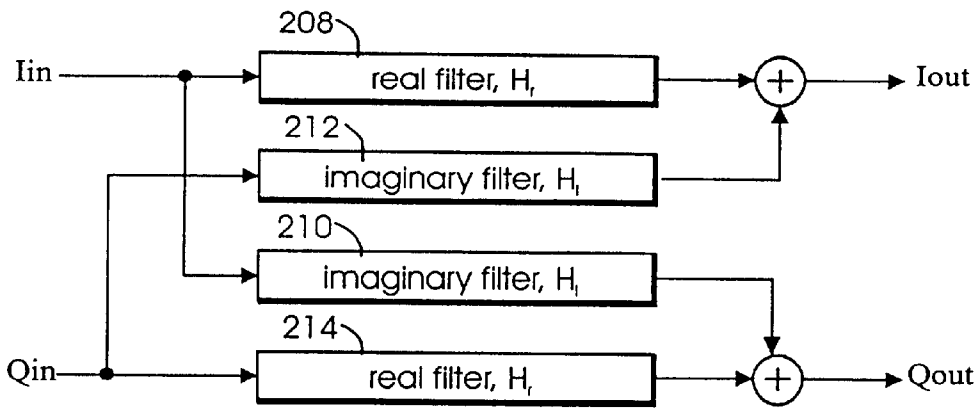 208
Iin
real filter, Hr
+
Iout
212
imaginary filter, HI
210
imaginary filter, HI
214
Qin
real filter, Hr
+
Qout